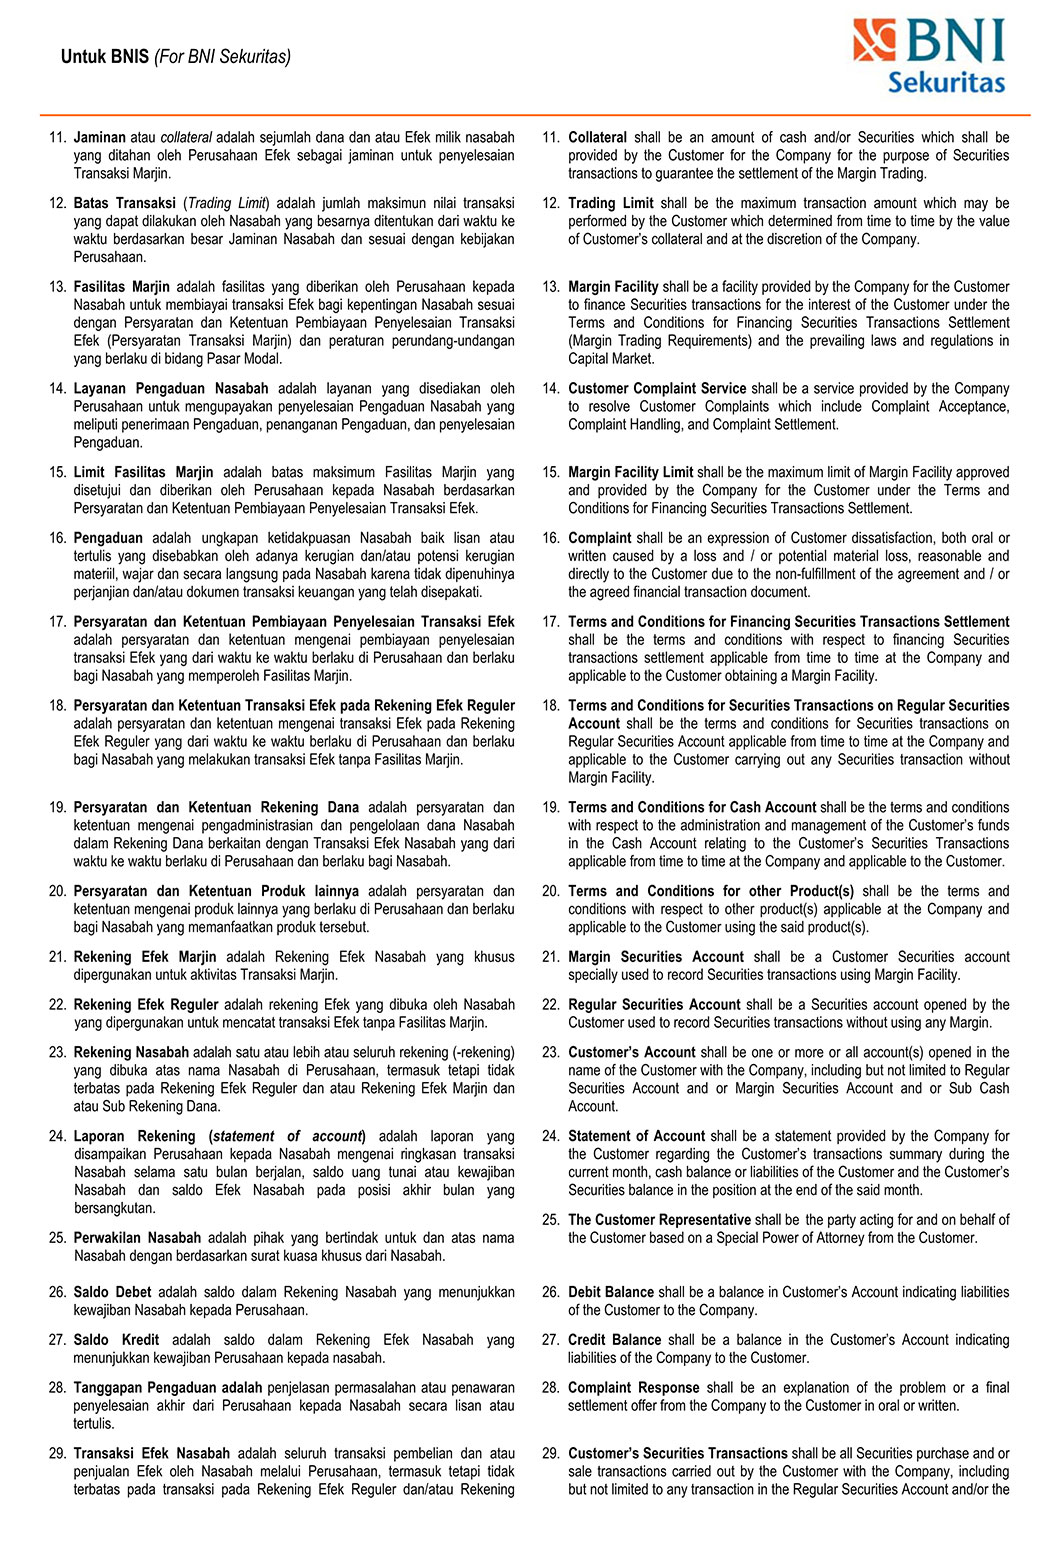 Untuk BNIS (For BNI Sekuritas)
BNI
Sekuritas
11. Jaminan atau collateral adalah sejumlah dana dan atau Efek milik nasabah
yang ditahan oleh Perusahaan Efek sebagai jaminan untuk penyelesaian
Transaksi Marjin.
12. Batas Transaksi (Trading Limit) adalah jumlah maksimun nilai transaksi
yang dapat dilakukan oleh Nasabah yang besarnya ditentukan dari waktu ke
waktu berdasarkan besar Jaminan Nasabah dan sesuai dengan kebijakan
Perusahaan.
13. Fasilitas Marjin adalah fasilitas yang diberikan oleh Perusahaan kepada
Nasabah untuk membiayai transaksi Efek bagi kepentingan Nasabah sesuai
dengan Persyaratan dan Ketentuan Pembiayaan Penyelesaian Transaksi
Efek (Persyaratan Transaksi Marjin) dan peraturan perundang-undangan
yang berlaku di bidang Pasar Modal.
14. Layanan Pengaduan Nasabah adalah layanan yang disediakan oleh
Perusahaan untuk mengupayakan penyelesaian Pengaduan Nasabah yang
meliputi penerimaan Pengaduan, penanganan Pengaduan, dan penyelesaian
Pengaduan.
15. Limit Fasilitas Marjin adalah batas maksimum Fasilitas Marjin yang
disetujui dan diberikan oleh Perusahaan kepada Nasabah berdasarkan
Persyaratan dan Ketentuan Pembiayaan Penyelesaian Transaksi Efek.
16. Pengaduan adalah ungkapan ketidakpuasan Nasabah baik lisan atau
tertulis yang disebabkan oleh adanya kerugian dan/atau potensi kerugian
materiil, wajar dan secara langsung pada Nasabah karena tidak dipenuhinya
perjanjian dan/atau dokumen transaksi keuangan yang telah disepakati.
17. Persyaratan dan Ketentuan Pembiayaan Penyelesaian Transaksi Efek
adalah persyaratan dan ketentuan mengenai pembiayaan penyelesaian
transaksi Efek yang dari waktu ke waktu berlaku di Perusahaan dan berlaku
bagi Nasabah yang memperoleh Fasilitas Marjin.
18. Persyaratan dan Ketentuan Transaksi Efek pada Rekening Efek Reguler
adalah persyaratan dan ketentuan mengenai transaksi Efek pada Rekening
Efek Reguler yang dari waktu ke waktu berlaku di Perusahaan dan berlaku
bagi Nasabah yang melakukan transaksi Efek tanpa Fasilitas Marjin.
19. Persyaratan dan Ketentuan Rekening Dana adalah persyaratan dan
ketentuan mengenai pengadministrasian dan pengelolaan dana Nasabah
dalam Rekening Dana berkaitan dengan Transaksi Efek Nasabah yang dari
waktu ke waktu berlaku di Perusahaan dan berlaku bagi Nasabah.
20. Persyaratan dan Ketentuan Produk lainnya adalah persyaratan dan
ketentuan mengenai produk lainnya yang berlaku di Perusahaan dan berlaku
bagi Nasabah yang memanfaatkan produk tersebut.
21. Rekening Efek Marjin adalah Rekening Efek Nasabah yang khusus
dipergunakan untuk aktivitas Transaksi Marjin.
22. Rekening Efek Reguler adalah rekening Efek yang dibuka oleh Nasabah
yang dipergunakan untuk mencatat transaksi Efek tanpa Fasilitas Marjin.
23. Rekening Nasabah adalah satu atau lebih atau seluruh rekening (-rekening)
yang dibuka atas nama Nasabah di Perusahaan, termasuk tetapi tidak
terbatas pada Rekening Efek Reguler dan atau Rekening Efek Marjin dan
atau Sub Rekening Dana.
24. Laporan Rekening (statement of account) adalah laporan yang
disampaikan Perusahaan kepada Nasabah mengenai ringkasan transaksi
Nasabah selama satu bulan berjalan, saldo uang tunai atau kewajiban
Nasabah dan saldo Efek Nasabah pada posisi akhir bulan yang
bersangkutan.
25. Perwakilan Nasabah adalah pihak yang bertindak untuk dan atas nama
Nasabah dengan berdasarkan surat kuasa khusus dari Nasabah.
26. Saldo Debet adalah saldo dalam Rekening Nasabah yang menunjukkan
kewajiban Nasabah kepada Perusahaan.
27. Saldo Kredit adalah saldo dalam Rekening Efek Nasabah yang
menunjukkan kewajiban Perusahaan kepada nasabah.
28. Tanggapan Pengaduan adalah penjelasan permasalahan atau penawaran
penyelesaian akhir dari Perusahaan kepada Nasabah secara lisan atau
tertulis.
29. Transaksi Efek Nasabah adalah seluruh transaksi pembelian dan atau
penjualan Efek oleh Nasabah melalui Perusahaan, termasuk tetapi tidak
terbatas pada transaksi pada Rekening Efek Reguler dan/atau Rekening
11. Collateral shall be an amount of cash and/or Securities which shall be
provided by the Customer for the Company for the purpose of Securities
transactions to guarantee the settlement of the Margin Trading.
12. Trading Limit shall be the maximum transaction amount which may be
performed by the Customer which determined from time to time by the value
of Customer's collateral and at the discretion of the Company.
13. Margin Facility shall be a facility provided by the Company for the Customer
to finance Securities transactions for the interest of the Customer under the
Terms and Conditions for Financing Securities Transactions Settlement
(Margin Trading Requirements) and the prevailing laws and regulations in
Capital Market.
14. Customer Complaint Service shall be a service provided by the Company
to resolve Customer Complaints which include Complaint Acceptance,
Complaint Handling, and Complaint Settlement.
15. Margin Facility Limit shall be the maximum limit of Margin Facility approved
and provided by the Company for the Customer under the Terms and
Conditions for Financing Securities Transactions Settlement.
16. Complaint shall be an expression of Customer dissatisfaction, both oral or
written caused by a loss and / or potential material loss, reasonable and
directly to the Customer due to the non-fulfillment of the agreement and / or
the agreed financial transaction document.
17. Terms and Conditions for Financing Securities Transactions Settlement
shall be the terms and conditions with respect to financing Securities
transactions settlement applicable from time to time at the Company and
applicable to the Customer obtaining a Margin Facility.
18. Terms and Conditions for Securities Transactions on Regular Securities
Account shall be the terms and conditions for Securities transactions on
Regular Securities Account applicable from time to time at the Company and
applicable to the Customer carrying out any Securities transaction without
Margin Facility.
19. Terms and Conditions for Cash Account shall be the terms and conditions
with respect to the administration and management of the Customer's funds
in the Cash Account relating to the Customer's Securities Transactions
applicable from time to time at the Company and applicable to the Customer.
20. Terms and Conditions for other Product(s) shall be the terms and
conditions with respect to other product(s) applicable at the Company and
applicable to the Customer using the said product(s).
21. Margin Securities Account shall be a Customer Securities account
specially used to record Securities transactions using Margin Facility.
22. Regular Securities Account shall be a Securities account opened by the
Customer used to record Securities transactions without using any Margin.
23. Customer's Account shall be one or more or all account(s) opened in the
name of the Customer with the Company, including but not limited to Regular
Securities Account and or Margin Securities Account and or Sub Cash
Account.
24. Statement of Account shall be a statement provided by the Company for
the Customer regarding the Customer's transactions summary during the
current month, cash balance or liabilities of the Customer and the Customer's
Securities balance in the position at the end of the said month.
25. The Customer Representative shall be the party acting for and on behalf of
the Customer based on a Special Power of Attorney from the Customer.
26. Debit Balance shall be a balance in Customer's Account indicating liabilities
of the Customer to the Company.
27. Credit Balance shall be a balance in the Customer's Account indicating
liabilities of the Company to the Customer.
28. Complaint Response shall be an explanation of the problem or a final
settlement offer from the Company to the Customer in oral or written.
29. Customer's Securities Transactions shall be all Securities purchase and or
sale transactions carried out by the Customer with the Company, including
but not limited to any transaction in the Regular Securities Account and/or the